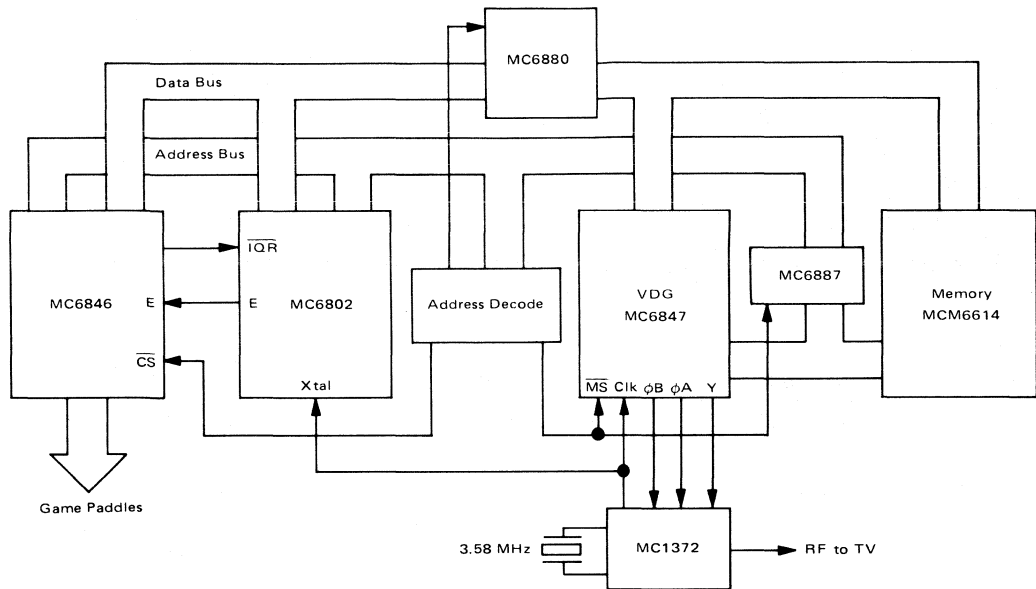 MC6880
Data Bus
Address Bus
IQR
MC6846
E
E
MC6802
Address Decode
VDG
MC6847
MC6887
Memory
MCM6614
CS
Xtal
MS Clk ϕB ϕA Y
Game Paddles
3.58 MHz
MC1372
RF to TV